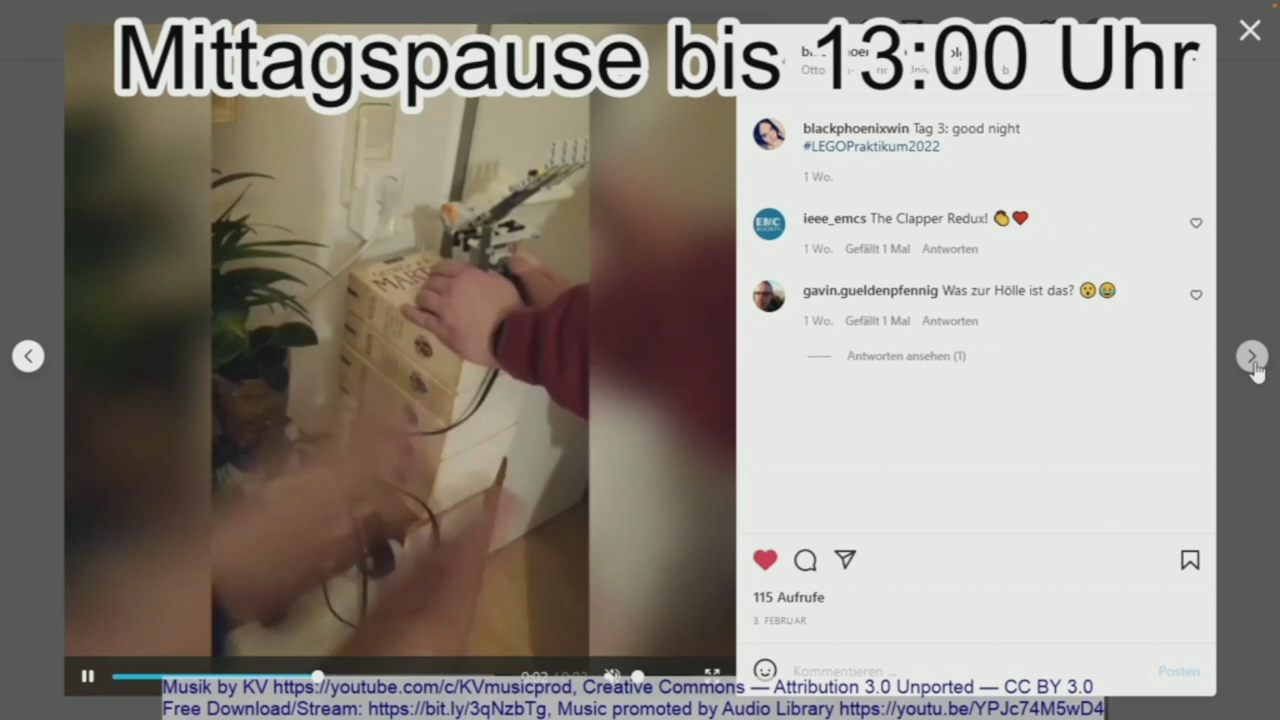 Mittagspause bis 13:00 Uhr
Otto
blackphoenixwin Tag 3: good night
#LEGOPraktikum2022
1 Wo.
EMC
ieee_emcs The Clapper Redux! 👏❤️
1 Wo. Gefällt 1 Mal Antworten
gavin.gueldenpfennig Was zur Hölle ist das? 😮😂
1 Wo. Gefällt 1 Mal Antworten
Antworten ansehen (1)
115 Aufrufe
3. FEBRUAR
Kommentieren ...
Posten
Musik by KV https://youtube.com/c/KVmusicprod, Creative Commons — Attribution 3.0 Unported — CC BY 3.0
Free Download/Stream: https://bit.ly/3qNzbTg, Music promoted by Audio Library https://youtu.be/YPJc74M5wD4